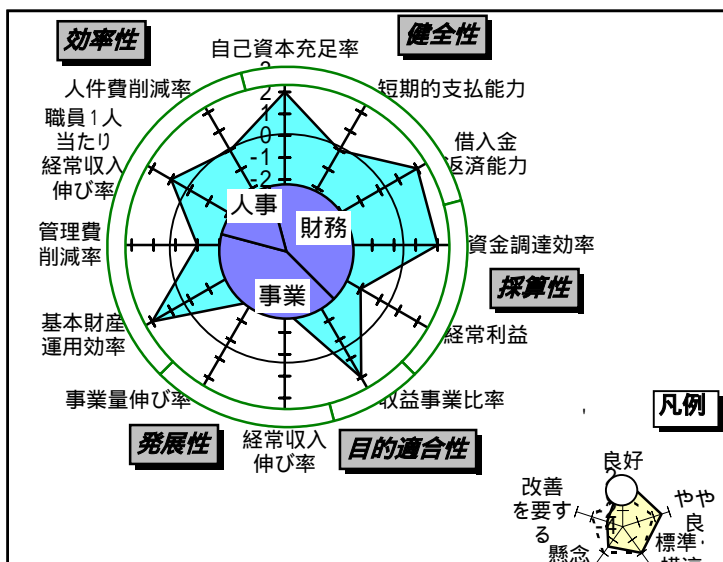 効率性
自己資本充足率
健全性
人件費削減率
短期的支払能力
職員1人
当たり
経常収入
伸び率
借入金
返済能力
3
2
1
0
-1
-2
人事
財務
事業
管理費
削減率
資金調達効率
採算性
基本財産
運用効率
経常利益
事業量伸び率
収益事業比率
凡例
発展性
経常収入
伸び率
目的適合性
良好
改善
を要す
る
やや
良
標準
懸念